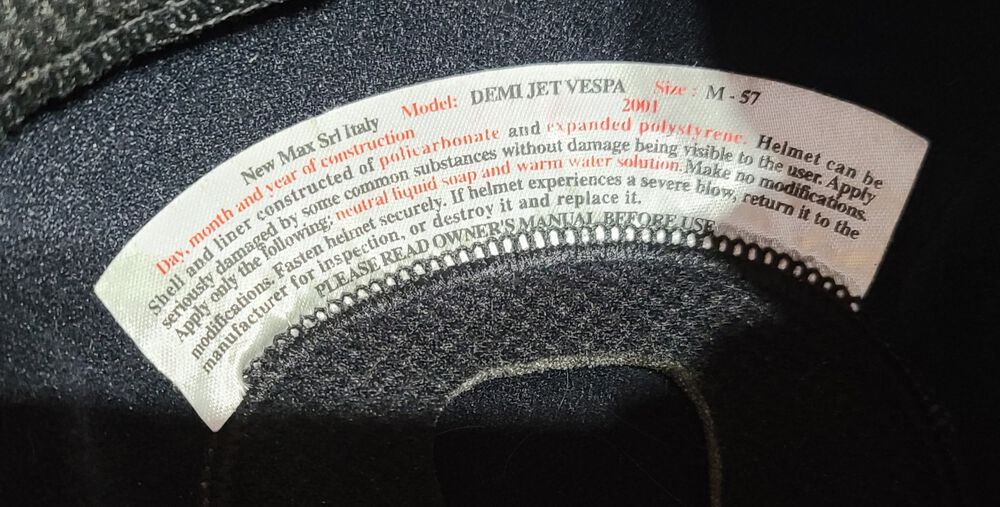 New Max Srl Italy Model: DEMI JET VESPA Size : M - 57
Day, month and year of construction 2001
Shell and liner constructed of policarbonate and expanded polystyrene. Helmet can be
seriously damaged by some common substances without damage being visible to the user. Apply
Apply only the following: neutral liquid soap and warm water solution. Make no modifications.
modifications. Fasten helmet securely. If helmet experiences a severe blow, return it to the
manufacturer for inspection, or destroy it and replace it.
PLEASE READ OWNER'S MANUAL BEFORE USE